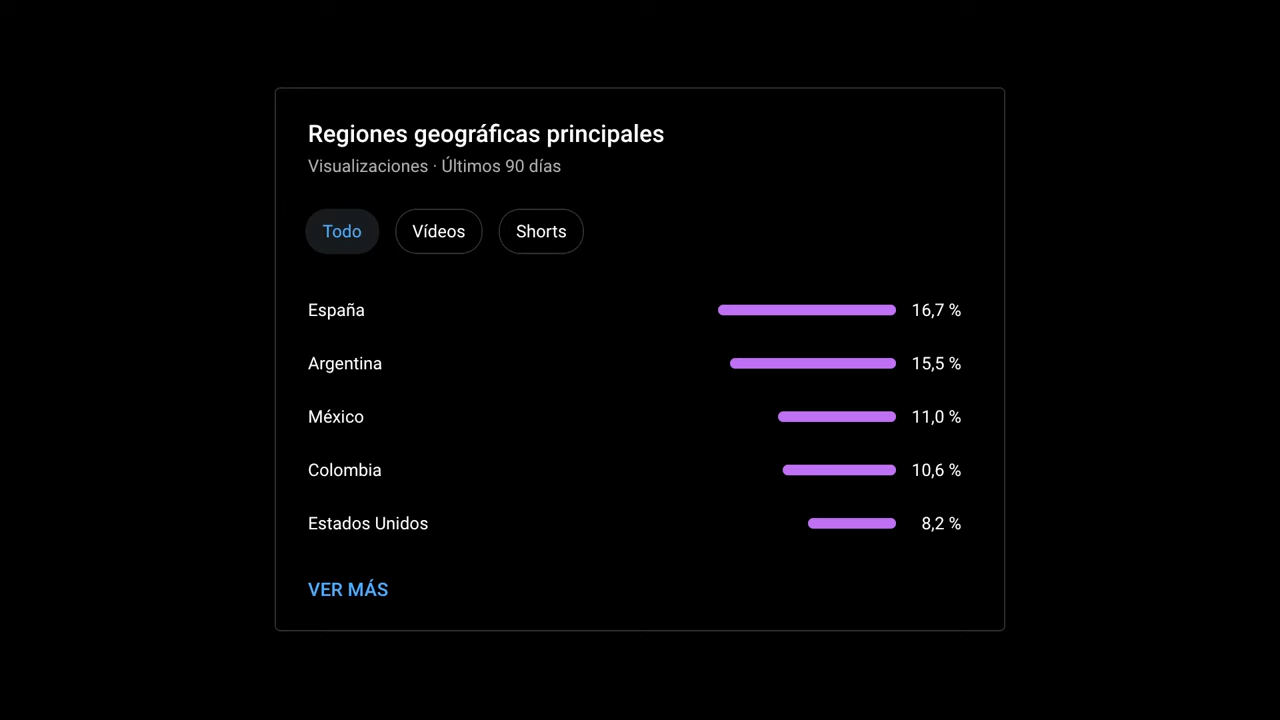 Regiones geográficas principales
Visualizaciones · Últimos 90 días
Todo Vídeos Shorts
España 16,7 %
Argentina 15,5 %
México 11,0 %
Colombia 10,6 %
Estados Unidos 8,2 %
VER MÁS